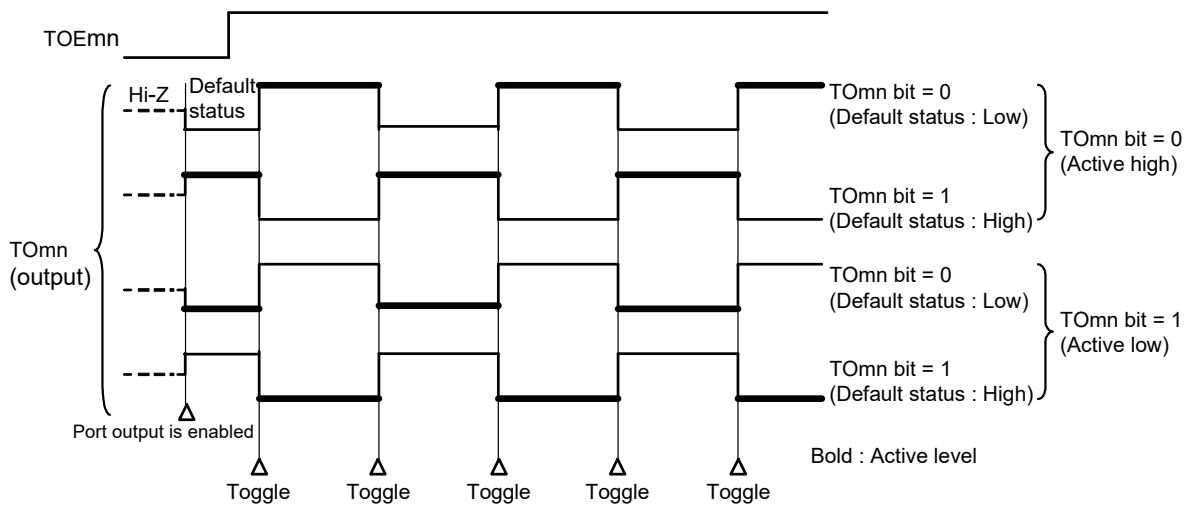 TOEmn
Hi-Z
Default
status
TOmn bit = 0
(Default status : Low)
TOmn bit = 0
(Active high)
TOmn bit = 1
(Default status : High)
TOmn
(output)
TOmn bit = 0
(Default status : Low)
TOmn bit = 1
(Active low)
TOmn bit = 1
(Default status : High)
Port output is enabled
Bold : Active level
Toggle
Toggle
Toggle
Toggle
Toggle